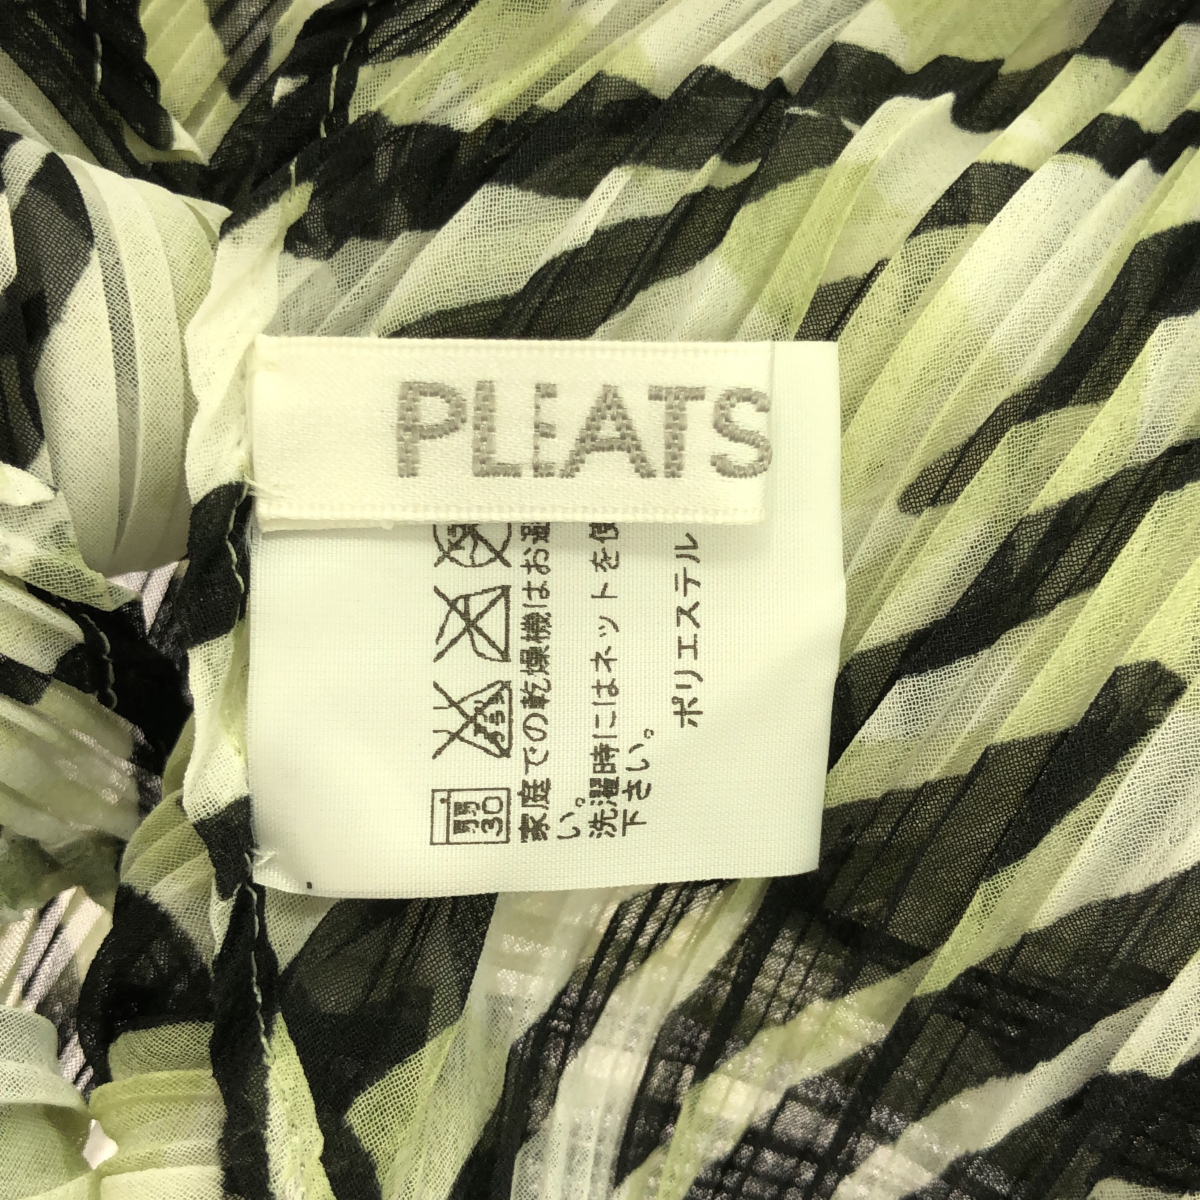 PLEATS
弱
30
家庭での乾燥機はお避
い。
洗濯時にはネットを使
下さい。
ポリエステル